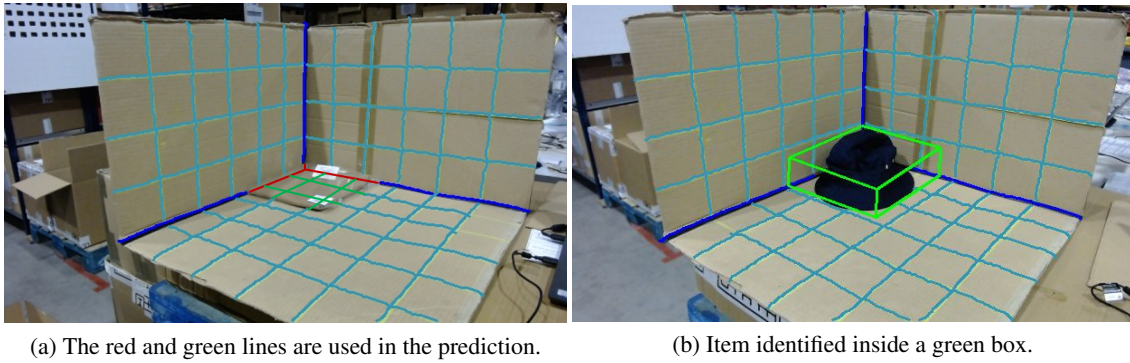 (a) The red and green lines are used in the prediction.
(b) Item identified inside a green box.